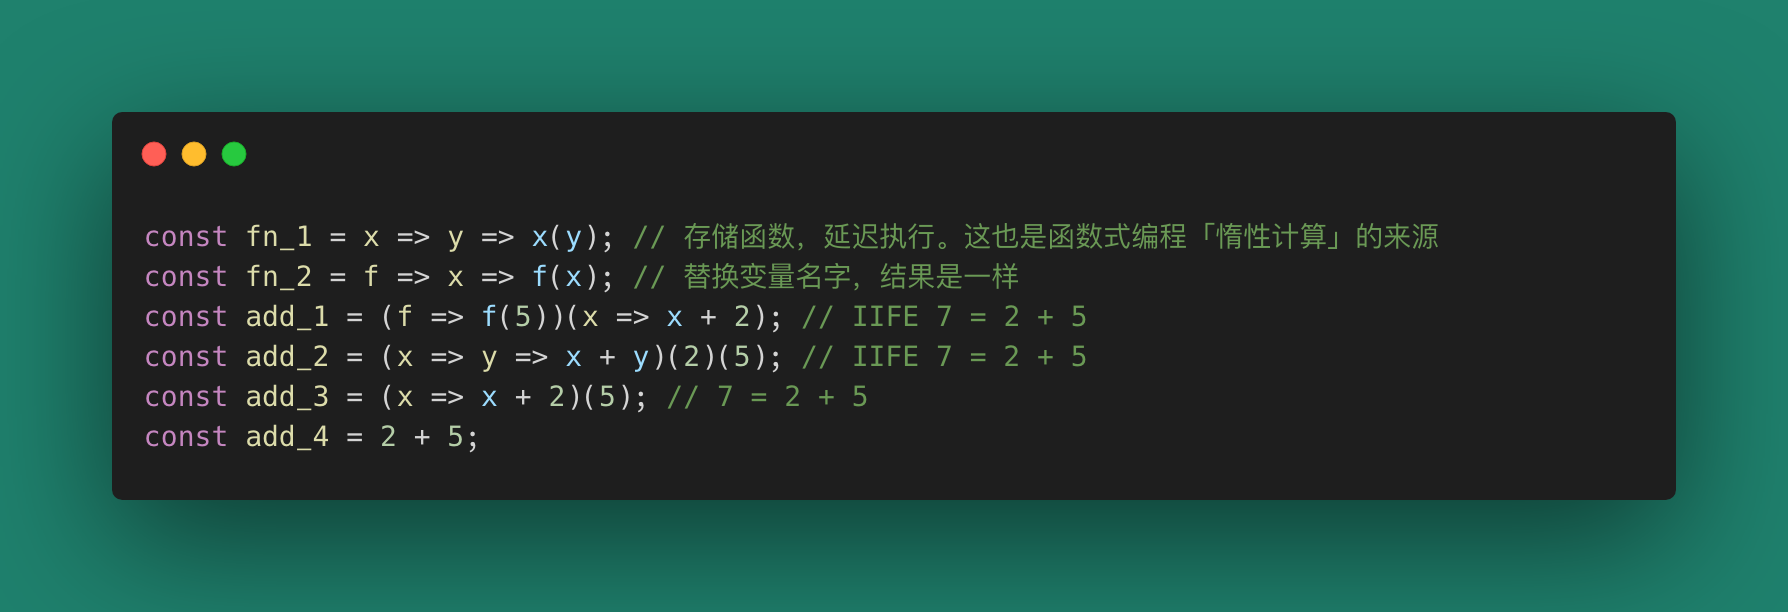 const fn_1 = x => y => x(y); // 存储函数，延迟执行。这也是函数式编程「惰性计算」的来源
const fn_2 = f => x => f(x); // 替换变量名字，结果是一样
const add_1 = (f => f(5))(x => x + 2); // IIFE 7 = 2 + 5
const add_2 = (x => y => x + y)(2)(5); // IIFE 7 = 2 + 5
const add_3 = (x => x + 2)(5); // 7 = 2 + 5
const add_4 = 2 + 5;